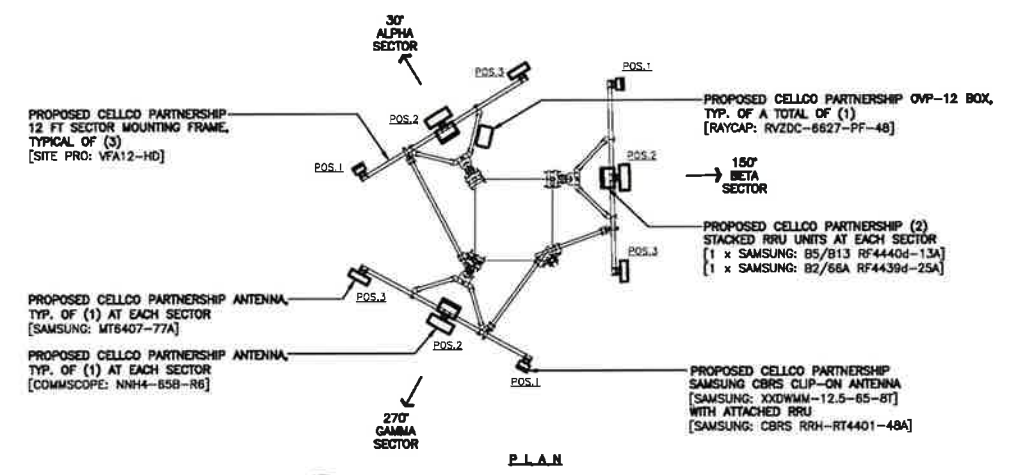 30°
ALPHA
SECTOR
POS.3
POS.1
PROPOSED CELLCO PARTNERSHIP
12 FT SECTOR MOUNTING FRAME,
TYPICAL OF (3)
[SITE PRO: VFA12-HD]
POS.2
PROPOSED CELLCO PARTNERSHIP OVP-12 BOX,
TYP. OF A TOTAL OF (1)
[RAYCAP: RVZDC-6627-PF-48]
POS.1
POS.2
150°
BETA
SECTOR
PROPOSED CELLCO PARTNERSHIP (2)
STACKED RRU UNITS AT EACH SECTOR
[1 x SAMSUNG: B5/B13 RF4440d-13A]
[1 x SAMSUNG: B2/66A RF4439d-25A]
POS.3
PROPOSED CELLCO PARTNERSHIP ANTENNA,
TYP. OF (1) AT EACH SECTOR
[SAMSUNG: MT6407-77A]
POS.3
PROPOSED CELLCO PARTNERSHIP ANTENNA,
TYP. OF (1) AT EACH SECTOR
[COMMSCOPE: NNH4-65B-R6]
POS.2
POS.1
PROPOSED CELLCO PARTNERSHIP
SAMSUNG CBRS CLIP-ON ANTENNA
[SAMSUNG: XXDWMM-12.5-65-8T]
WITH ATTACHED RRU
[SAMSUNG: CBRS RRH-RT4401-48A]
270°
GAMMA
SECTOR
PLAN